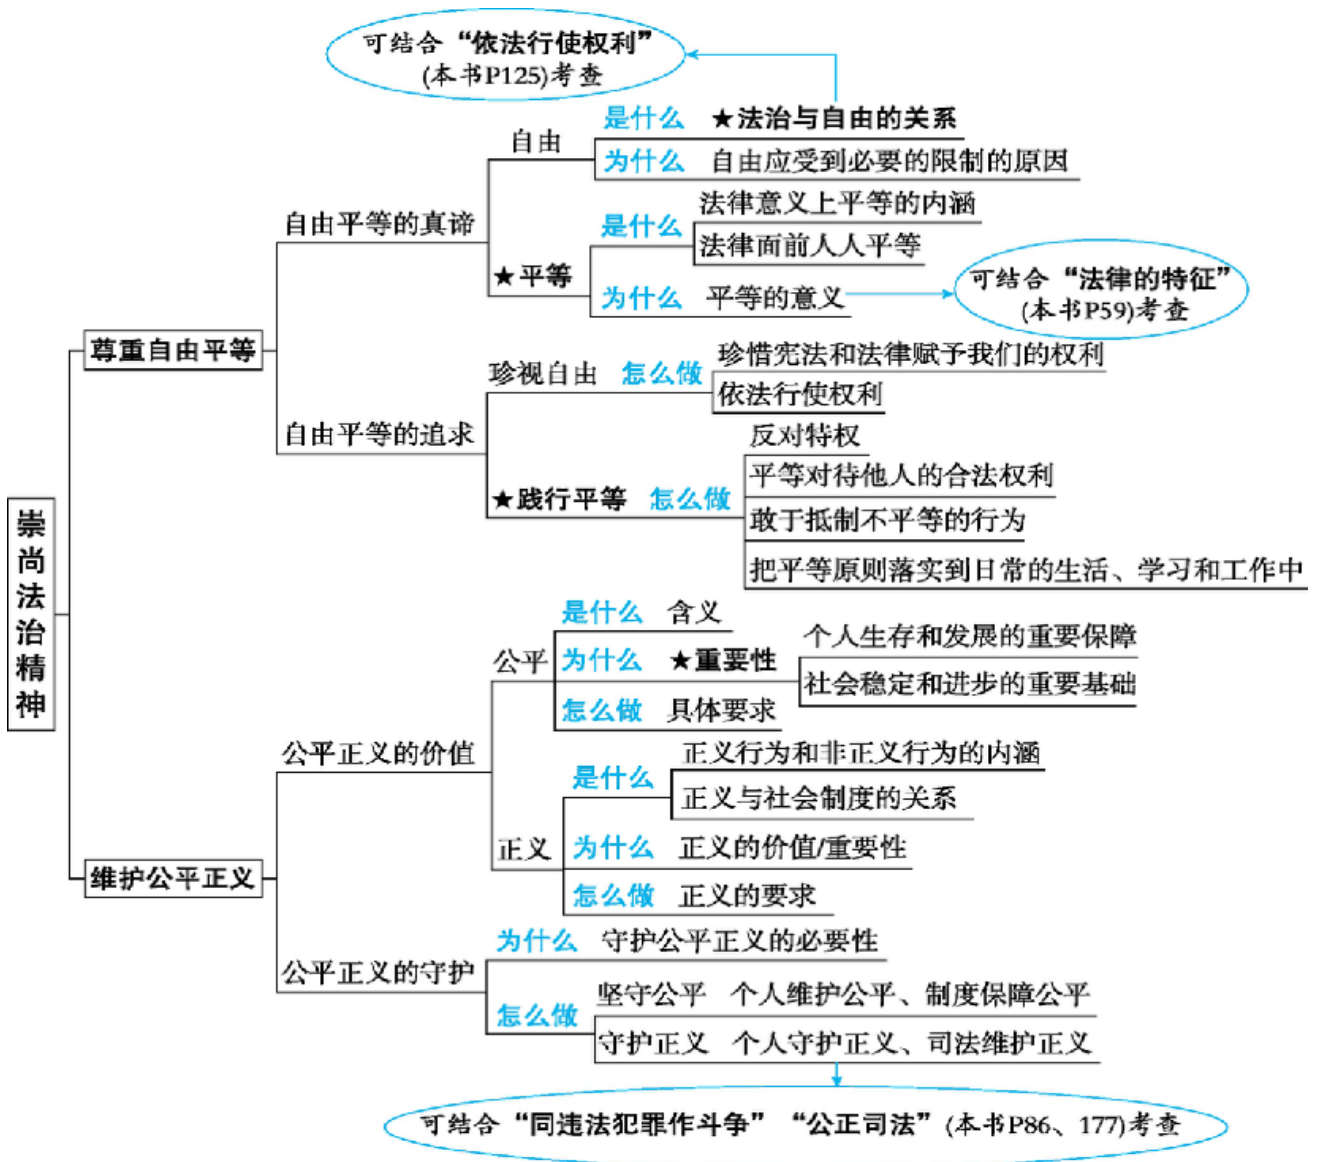 可结合“依法行使权利”
(本书P125)考查
是什么 ★法治与自由的关系
自由
为什么 自由应受到必要的限制的原因
自由平等的真谛
法律意义上平等的内涵
是什么
法律面前人人平等
★平等
为什么 平等的意义
可结合“法律的特征”
(本书P59)考查
尊重自由平等
珍惜宪法和法律赋予我们的权利
珍视自由 怎么做
依法行使权利
自由平等的追求
反对特权
平等对待他人的合法权利
★践行平等 怎么做
敢于抵制不平等的行为
把平等原则落实到日常的生活、学习和工作中
崇尚法治精神
是什么 含义
公平
为什么 ★重要性
个人生存和发展的重要保障
社会稳定和进步的重要基础
怎么做 具体要求
公平正义的价值
正义行为和非正义行为的内涵
是什么
正义与社会制度的关系
正义
为什么 正义的价值/重要性
怎么做 正义的要求
维护公平正义
为什么 守护公平正义的必要性
公平正义的守护
坚守公平 个人维护公平、制度保障公平
怎么做
守护正义 个人守护正义、司法维护正义
可结合“同违法犯罪作斗争”“公正司法”(本书P86、177)考查